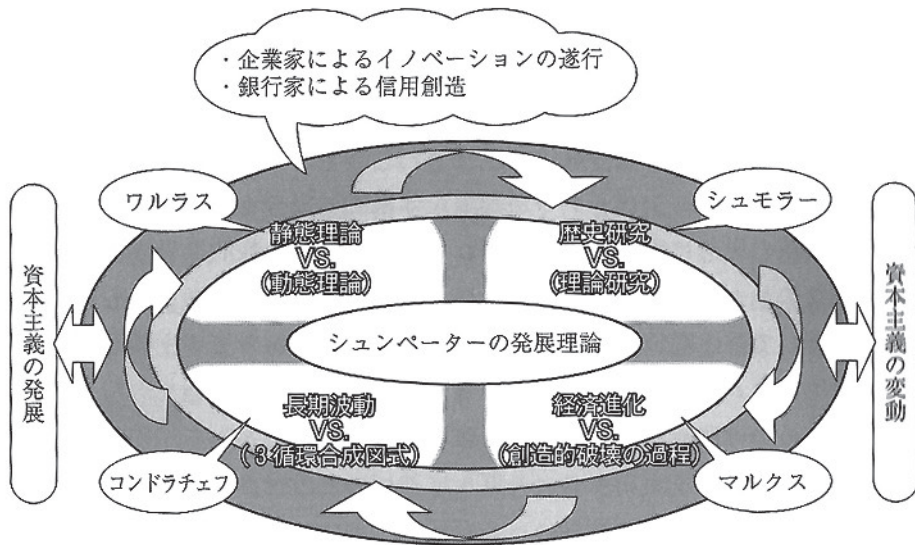 ・企業家によるイノベーションの遂行
・銀行家による信用創造
ワルラス
シュモラー
静態理論
VS.
(動態理論)
歴史研究
VS.
(理論研究)
資本主義の発展
シュンペーターの発展理論
資本主義の変動
長期波動
VS.
(3循環合成図式)
経済進化
VS.
(創造的破壊の過程)
コンドラチェフ
マルクス